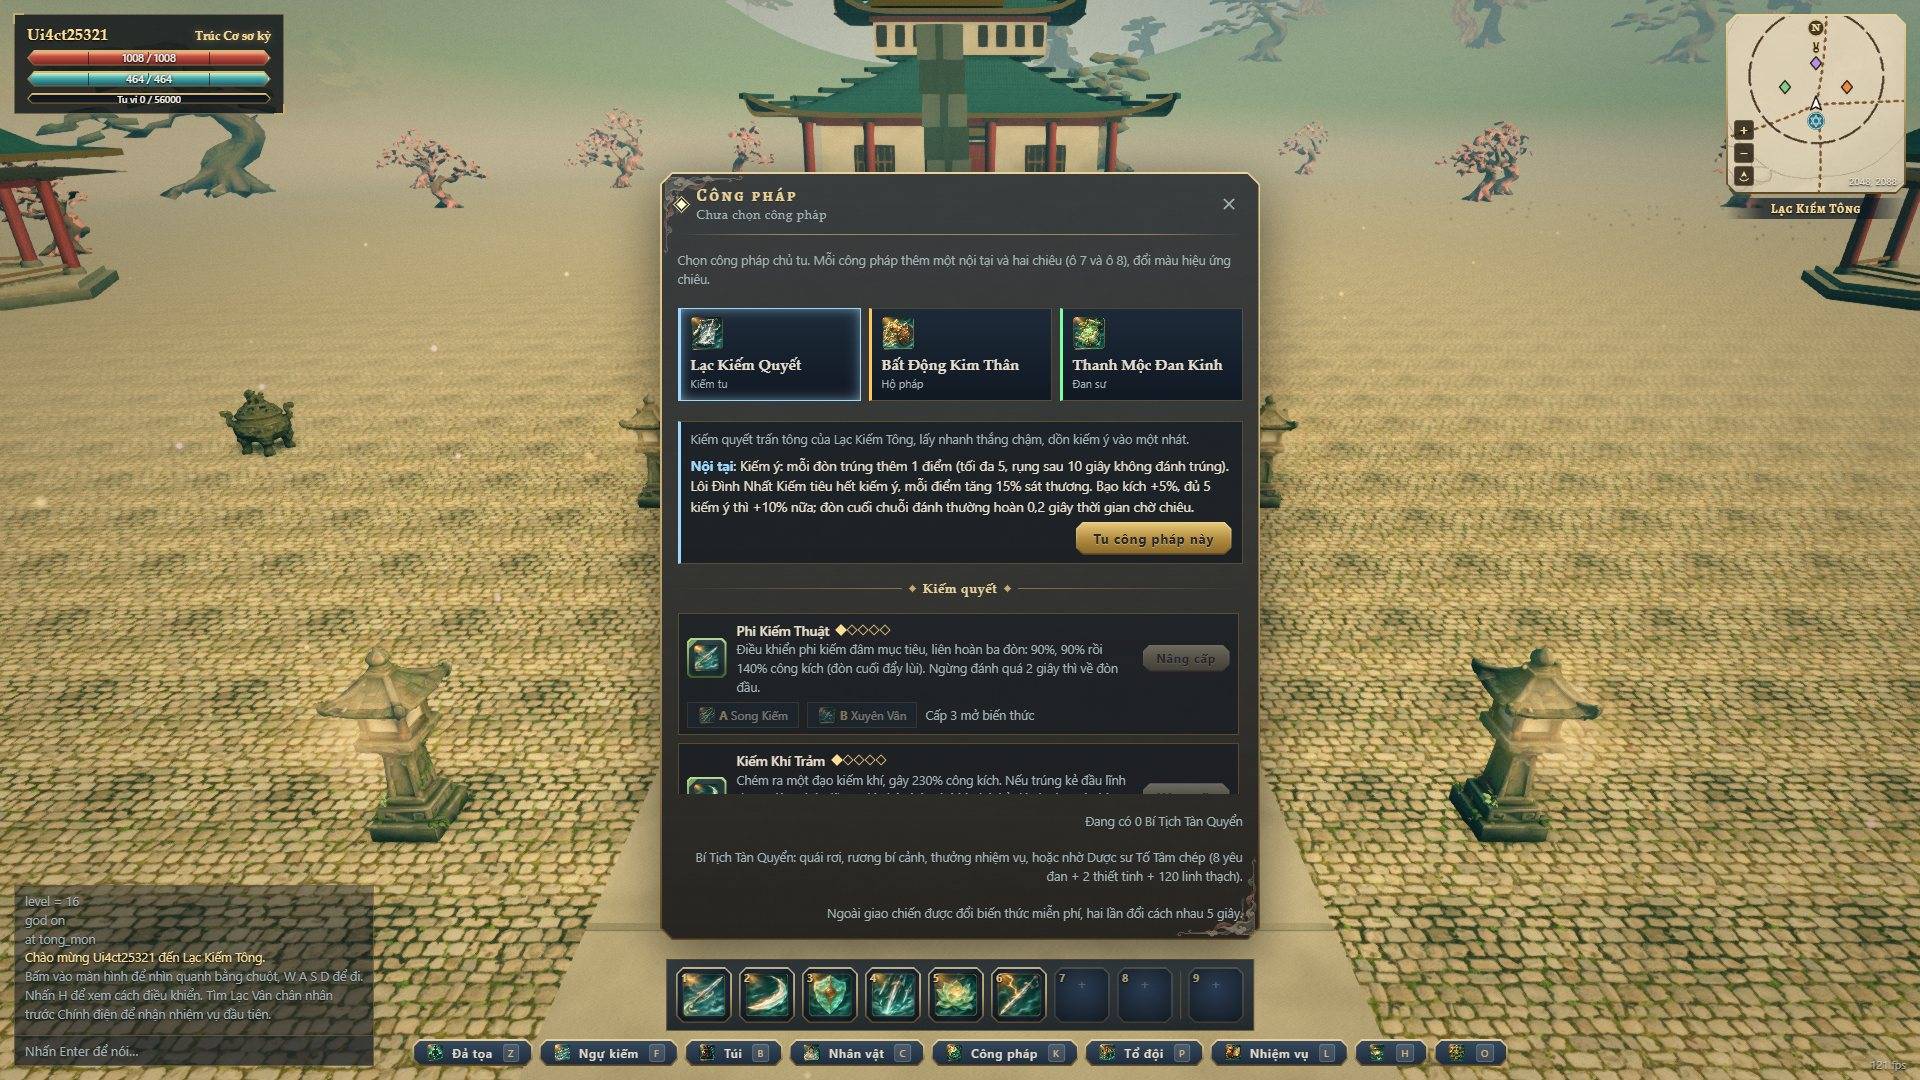 Ui4ct25321
Trúc Cơ sơ kỳ
1008 / 1008
464 / 464
Tu vi 0 / 56000
N
2048, 2088
Lạc Kiếm Tông
Công pháp
Chưa chọn công pháp
Chọn công pháp chủ tu. Mỗi công pháp thêm một nội tại và hai chiêu (ô 7 và ô 8), đổi màu hiệu ứng
chiêu.
Lạc Kiếm Quyết
Kiếm tu
Bất Động Kim Thân
Hộ pháp
Thanh Mộc Đan Kinh
Đan sư
Kiếm quyết trấn tông của Lạc Kiếm Tông, lấy nhanh thắng chậm, dồn kiếm ý vào một nhát.
Nội tại: Kiếm ý: mỗi đòn trúng thêm 1 điểm (tối đa 5, rụng sau 10 giây không đánh trúng).
Lôi Đình Nhất Kiếm tiêu hết kiếm ý, mỗi điểm tăng 15% sát thương. Bạo kích +5%, đủ 5
kiếm ý thì +10% nữa; đòn cuối chuỗi đánh thường hoàn 0,2 giây thời gian chờ chiêu.
Tu công pháp này
Kiếm quyết
Phi Kiếm Thuật
Điều khiển phi kiếm đâm mục tiêu, liên hoàn ba đòn: 90%, 90% rồi
140% công kích (đòn cuối đẩy lùi). Ngừng đánh quá 2 giây thì về đòn
đầu.
Nâng cấp
A Song Kiếm
B Xuyên Vân
Cấp 3 mở biến thức
Kiếm Khí Trảm
Chém ra một đạo kiếm khí, gây 230% công kích. Nếu trúng kẻ đầu lĩnh
Đang có 0 Bí Tịch Tàn Quyển
Bí Tịch Tàn Quyển: quái rơi, rương bí cảnh, thưởng nhiệm vụ, hoặc nhờ Dược sư Tố Tâm chép (8 yêu
đan + 2 thiết tinh + 120 linh thạch).
Ngoài giao chiến được đổi biến thức miễn phí, hai lần đổi cách nhau 5 giây.
level = 16
god on
at tong_mon
Chào mừng Ui4ct25321 đến Lạc Kiếm Tông.
Bấm vào màn hình để nhìn quanh bằng chuột, W A S D để đi.
Nhấn H để xem cách điều khiển. Tìm Lạc Vân chân nhân
trước Chính điện để nhận nhiệm vụ đầu tiên.
Nhấn Enter để nói...
1 2 3 4 5 6 7 8 9
Đả tọa Z
Ngự kiếm F
Túi B
Nhân vật C
Công pháp K
Tổ đội P
Nhiệm vụ L
H
O
121 fps